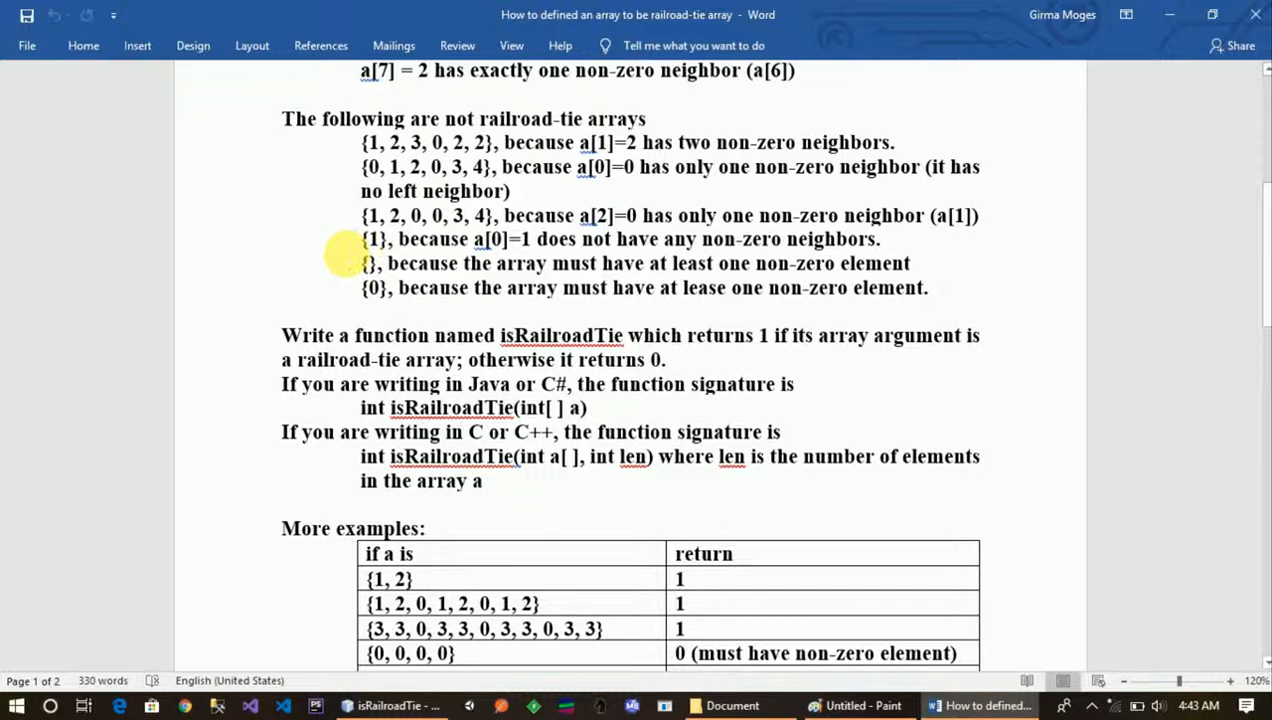 How to defined an array to be railroad-tie array - Word
Girma Moges
File Home Insert Design Layout References Mailings Review View Help Tell me what you want to do Share
a[7] = 2 has exactly one non-zero neighbor (a[6])
The following are not railroad-tie arrays
{1, 2, 3, 0, 2, 2}, because a[1]=2 has two non-zero neighbors.
{0, 1, 2, 0, 3, 4}, because a[0]=0 has only one non-zero neighbor (it has
no left neighbor)
{1, 2, 0, 0, 3, 4}, because a[2]=0 has only one non-zero neighbor (a[1])
{1}, because a[0]=1 does not have any non-zero neighbors.
{}, because the array must have at least one non-zero element
{0}, because the array must have at lease one non-zero element.
Write a function named isRailroadTie which returns 1 if its array argument is
a railroad-tie array; otherwise it returns 0.
If you are writing in Java or C#, the function signature is
int isRailroadTie(int[ ] a)
If you are writing in C or C++, the function signature is
int isRailroadTie(int a[ ], int len) where len is the number of elements
in the array a
More examples:
if a is return
{1, 2} 1
{1, 2, 0, 1, 2, 0, 1, 2} 1
{3, 3, 0, 3, 3, 0, 3, 3, 0, 3, 3} 1
{0, 0, 0, 0} 0 (must have non-zero element)
Page 1 of 2 330 words English (United States) 120%
isRailroadTie - ... Document Untitled - Paint How to defined... 4:43 AM